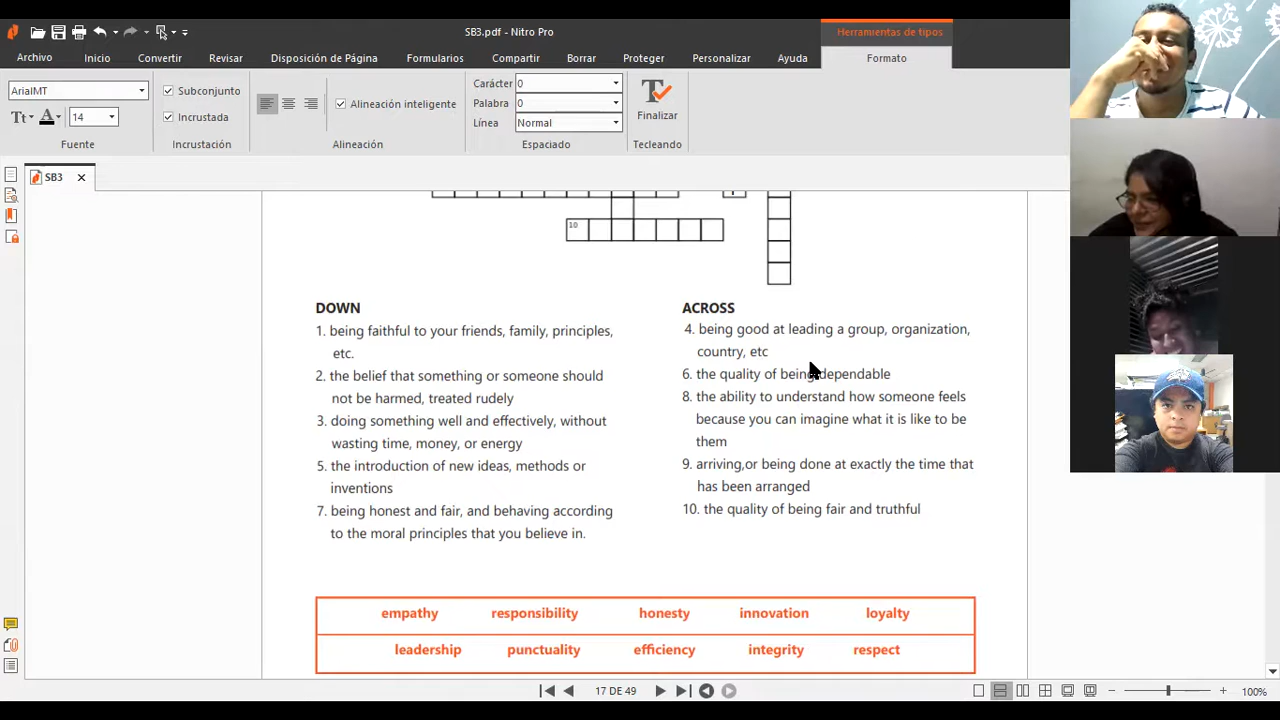 SB3.pdf - Nitro Pro
Herramientas de tipos
Archivo Inicio Convertir Revisar Disposición de Página Formularios Compartir Borrar Proteger Personalizar Ayuda Formato
ArialMT
Subconjunto
Alineación inteligente
Carácter 0
Palabra 0
Finalizar
14
Incrustada
Línea Normal
Fuente Incrustación Alineación Espaciado Tecleando
SB3
10
DOWN
1. being faithful to your friends, family, principles,
etc.
2. the belief that something or someone should
not be harmed, treated rudely
3. doing something well and effectively, without
wasting time, money, or energy
5. the introduction of new ideas, methods or
inventions
7. being honest and fair, and behaving according
to the moral principles that you believe in.
ACROSS
4. being good at leading a group, organization,
country, etc
6. the quality of being dependable
8. the ability to understand how someone feels
because you can imagine what it is like to be
them
9. arriving,or being done at exactly the time that
has been arranged
10. the quality of being fair and truthful
empathy responsibility honesty innovation loyalty
leadership punctuality efficiency integrity respect
17 DE 49
100%